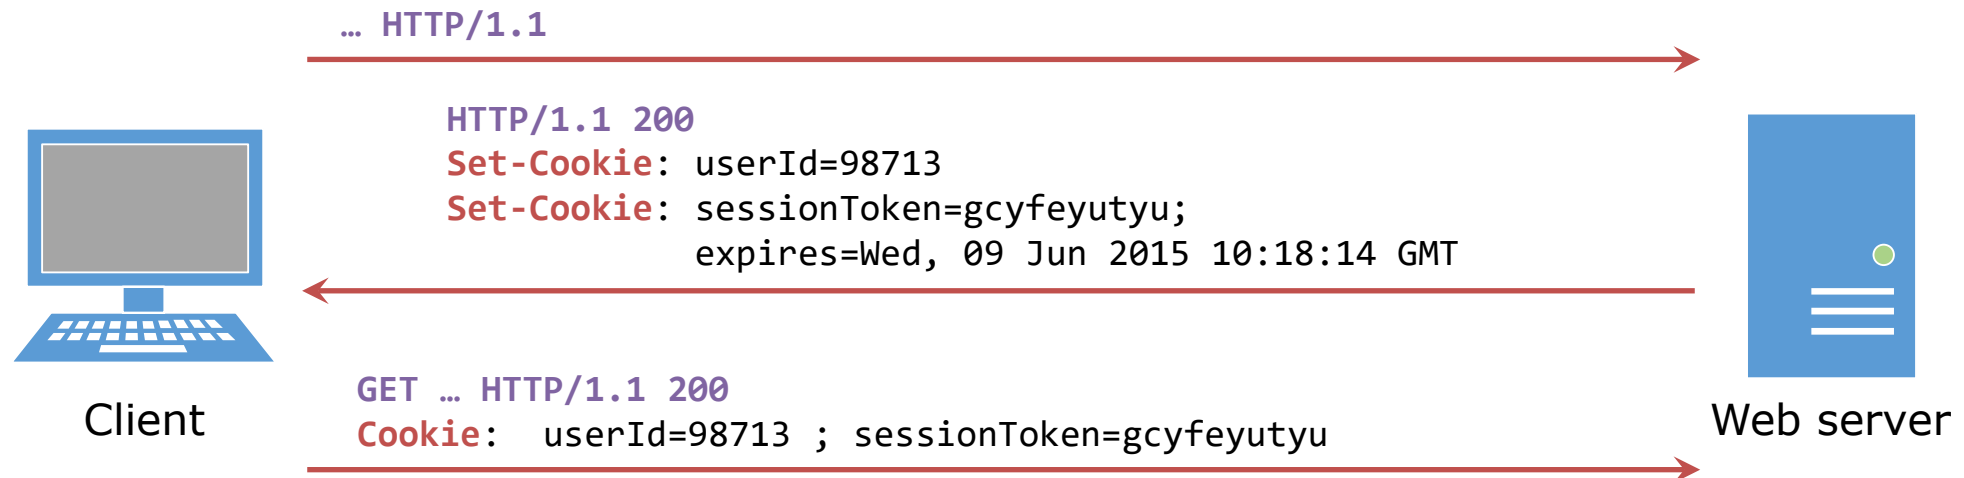 … HTTP/1.1
HTTP/1.1 200
Set-Cookie: userId=98713
Set-Cookie: sessionToken=gcyfeyutyu;
expires=Wed, 09 Jun 2015 10:18:14 GMT
GET … HTTP/1.1 200
Cookie: userId=98713 ; sessionToken=gcyfeyutyu
Client
Web server